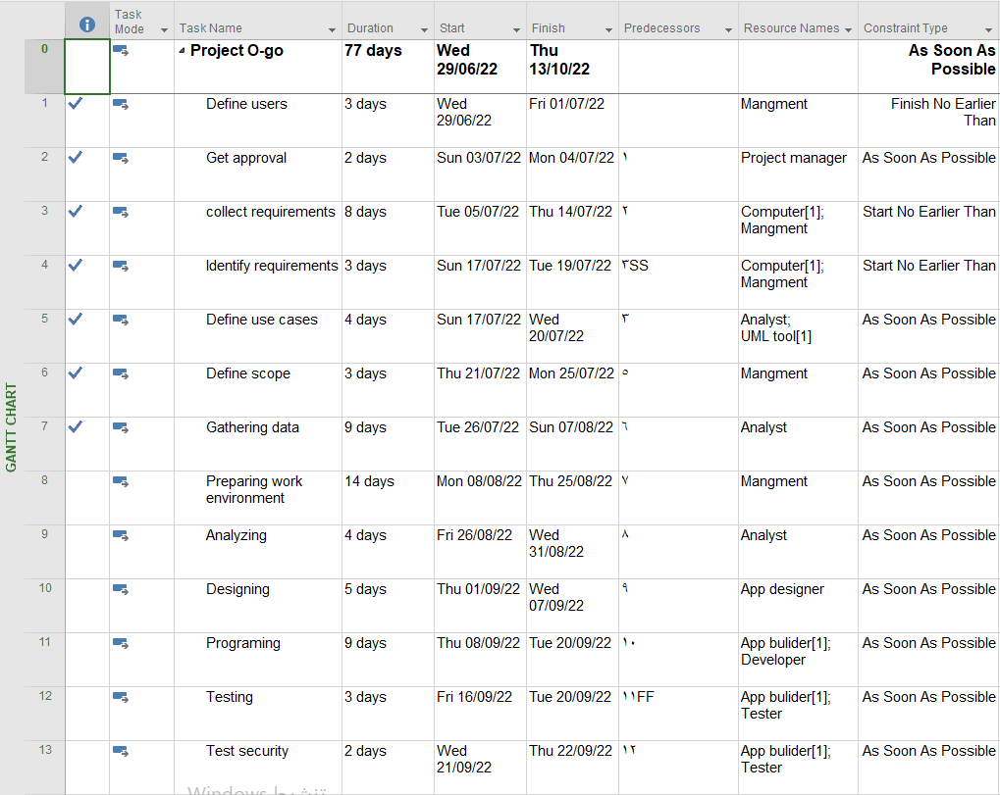 Task
Mode Task Name Duration Start Finish Predecessors Resource Names Constraint Type
0 Project O-go 77 days Wed Thu As Soon As
29/06/22 13/10/22 Possible
1 Define users 3 days Wed Fri 01/07/22 Mangment Finish No Earlier
29/06/22 Than
2 Get approval 2 days Sun 03/07/22 Mon 04/07/22 ١ Project manager As Soon As Possible
3 collect requirements 8 days Tue 05/07/22 Thu 14/07/22 ٢ Computer[1]; Start No Earlier Than
Mangment
4 Identify requirements 3 days Sun 17/07/22 Tue 19/07/22 ٣SS Computer[1]; Start No Earlier Than
Mangment
5 Define use cases 4 days Sun 17/07/22 Wed ٣ Analyst; As Soon As Possible
20/07/22 UML tool[1]
6 Define scope 3 days Thu 21/07/22 Mon 25/07/22 ٥ Mangment As Soon As Possible
7 Gathering data 9 days Tue 26/07/22 Sun 07/08/22 ٦ Analyst As Soon As Possible
8 Preparing work 14 days Mon 08/08/22 Thu 25/08/22 ٧ Mangment As Soon As Possible
environment
9 Analyzing 4 days Fri 26/08/22 Wed ٨ Analyst As Soon As Possible
31/08/22
10 Designing 5 days Thu 01/09/22 Wed ٩ App designer As Soon As Possible
07/09/22
11 Programing 9 days Thu 08/09/22 Tue 20/09/22 ١٠ App bulider[1]; As Soon As Possible
Developer
12 Testing 3 days Fri 16/09/22 Tue 20/09/22 ١١FF App bulider[1]; As Soon As Possible
Tester
13 Test security 2 days Wed Thu 22/09/22 ١٢ App bulider[1]; As Soon As Possible
21/09/22 Tester
GANTT CHART
تنشيط Windows